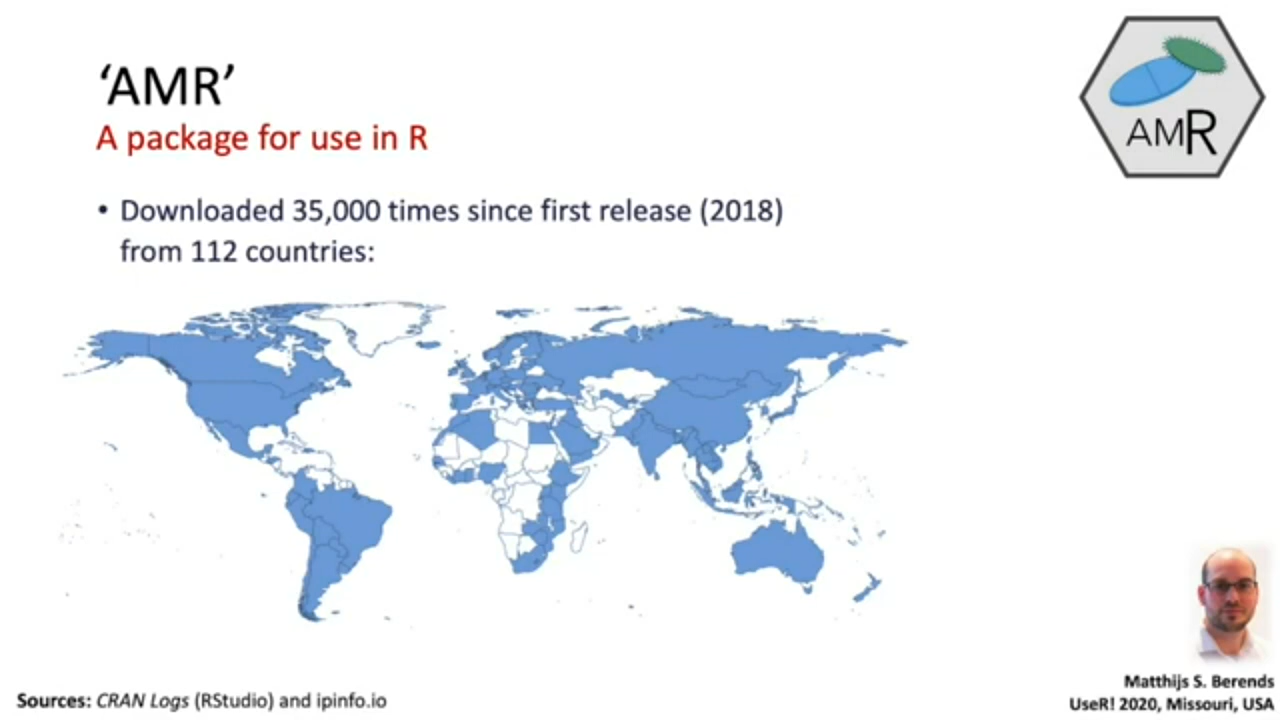 ‘AMR’
A package for use in R
AMR
• Downloaded 35,000 times since first release (2018)
from 112 countries:
Sources: CRAN Logs (RStudio) and ipinfo.io
Matthijs S. Berends
UseR! 2020, Missouri, USA